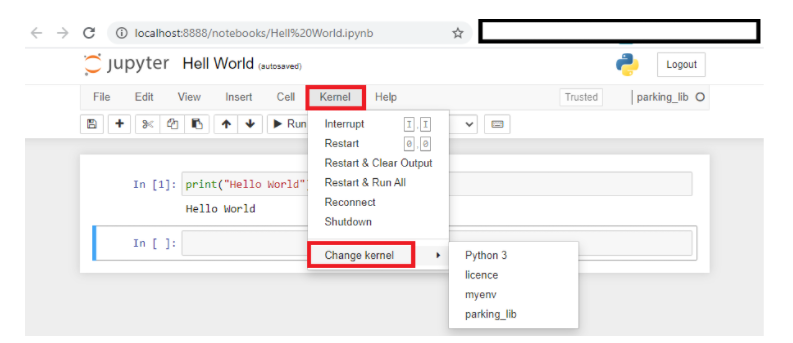 localhost:8888/notebooks/Hell%20World.ipynb
jupyter Hell World (autosaved) Logout
File Edit View Insert Cell Kernel Help Trusted parking_lib
Run
Interrupt I,I
Restart 0,0
Restart & Clear Output
Restart & Run All
Reconnect
Shutdown
Change kernel
Python 3
licence
myenv
parking_lib
In [1]: print("Hello World"
Hello World
In [ ]: